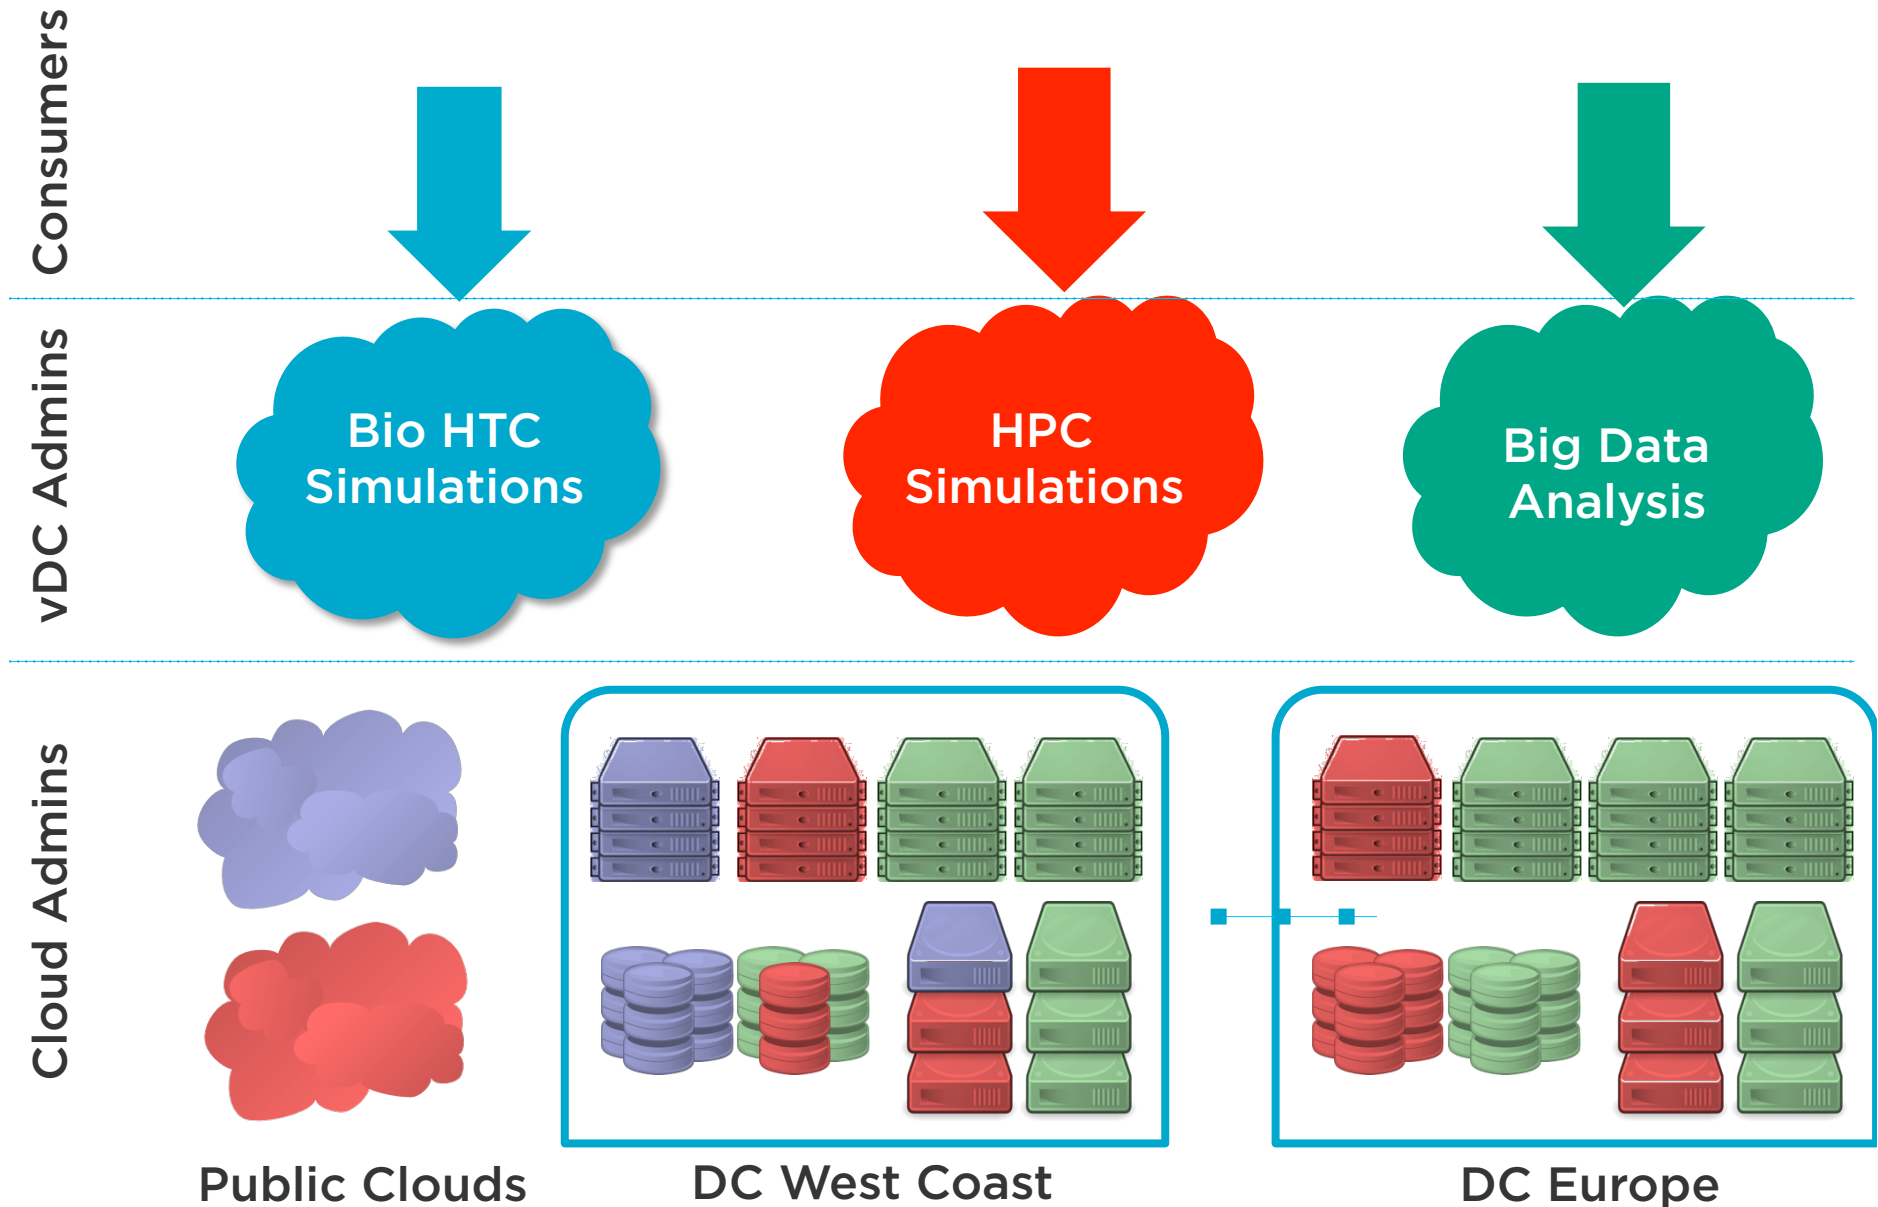 Consumers
vDC Admins
Bio HTC
Simulations
HPC
Simulations
Big Data
Analysis
Cloud Admins
Public Clouds
DC West Coast
DC Europe